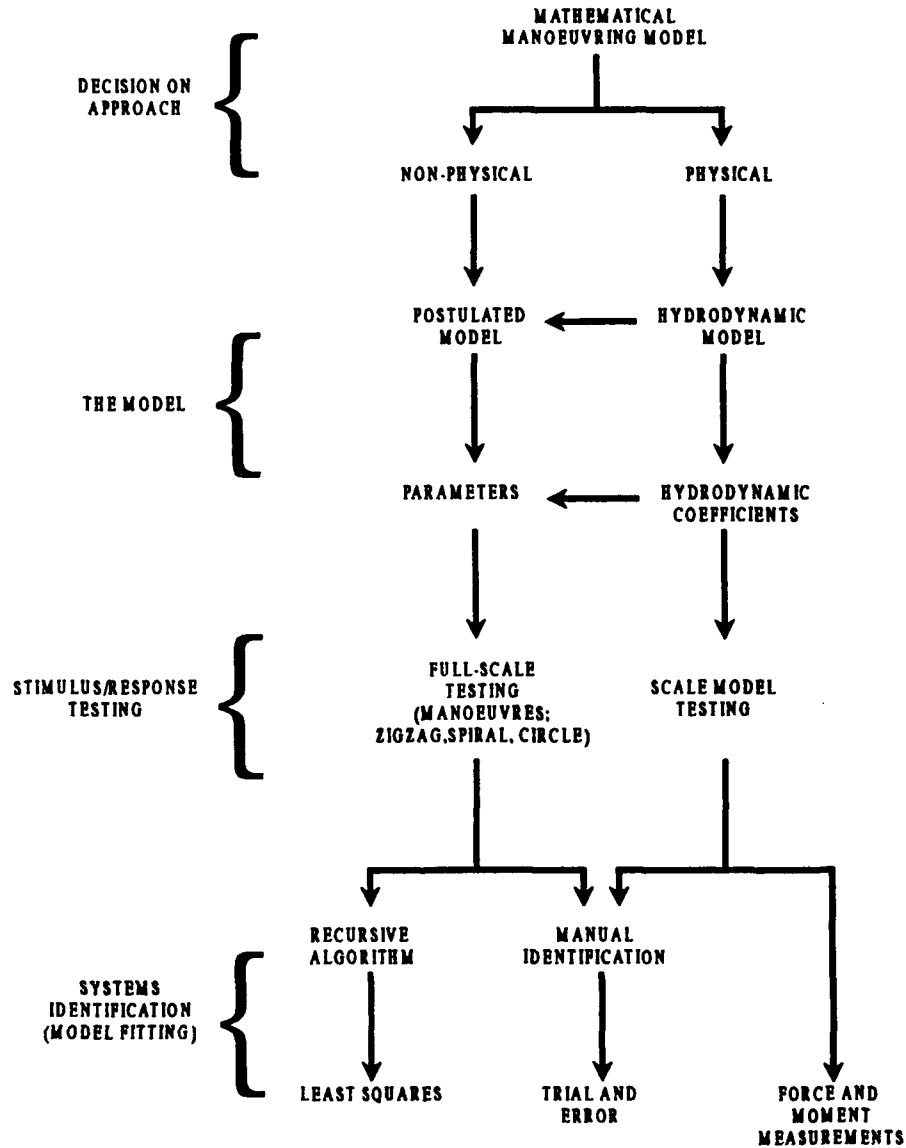 MATHEMATICAL
MANOEUVRING MODEL
DECISION ON
APPROACH
NON-PHYSICAL
PHYSICAL
POSTULATED
MODEL
HYDRODYNAMIC
MODEL
THE MODEL
PARAMETERS
HYDRODYNAMIC
COEFFICIENTS
STIMULUS/RESPONSE
TESTING
FULL-SCALE
TESTING
(MANOEUVRES;
ZIGZAG,SPIRAL, CIRCLE)
SCALE MODEL
TESTING
SYSTEMS
IDENTIFICATION
(MODEL FITTING)
RECURSIVE
ALGORITHM
MANUAL
IDENTIFICATION
LEAST SQUARES
TRIAL AND
ERROR
FORCE AND
MOMENT
MEASUREMENTS